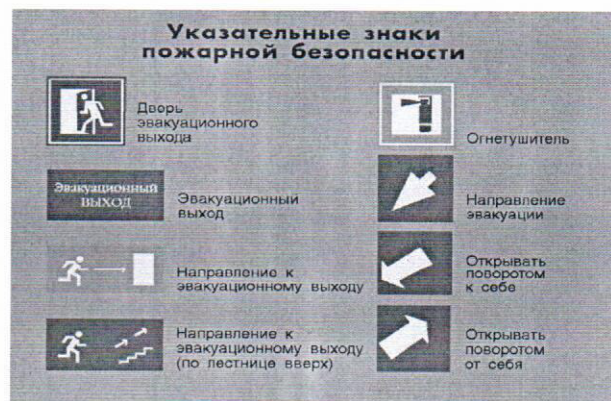 Указательные знаки
пожарной безопасности
Дверь
эвакуационного
выхода
Огнетушитель
Эвакуационный
ВЫХОД
Эвакуационный
выход
Направление
эвакуации
Направление к
эвакуационному выходу
Открывать
поворотом
к себе
Направление к
эвакуационному выходу
(по лестнице вверх)
Открывать
поворотом
от себя